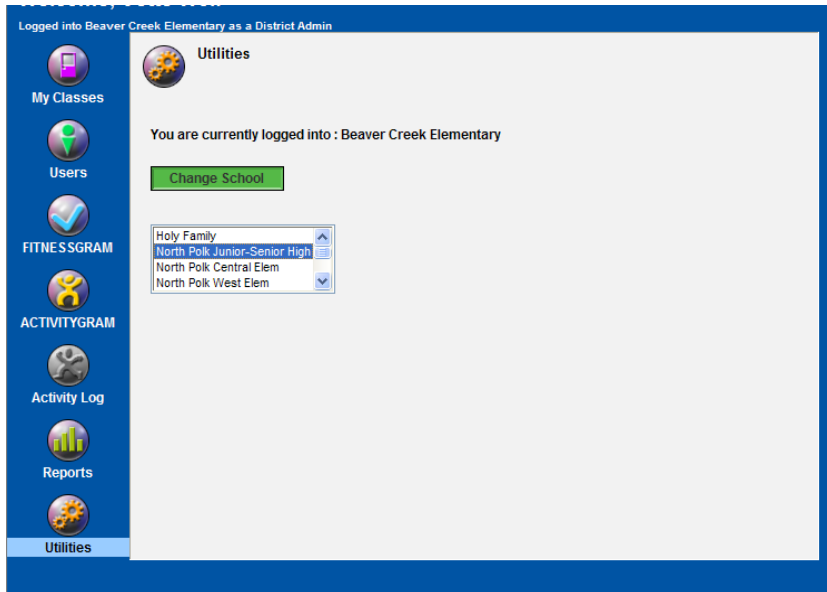 Logged into Beaver Creek Elementary as a District Admin
Utilities
My Classes
You are currently logged into : Beaver Creek Elementary
Users
Change School
FITNESSGRAM
Holy Family
North Polk Junior-Senior High
North Polk Central Elem
North Polk West Elem
ACTIVITYGRAM
Activity Log
Reports
Utilities